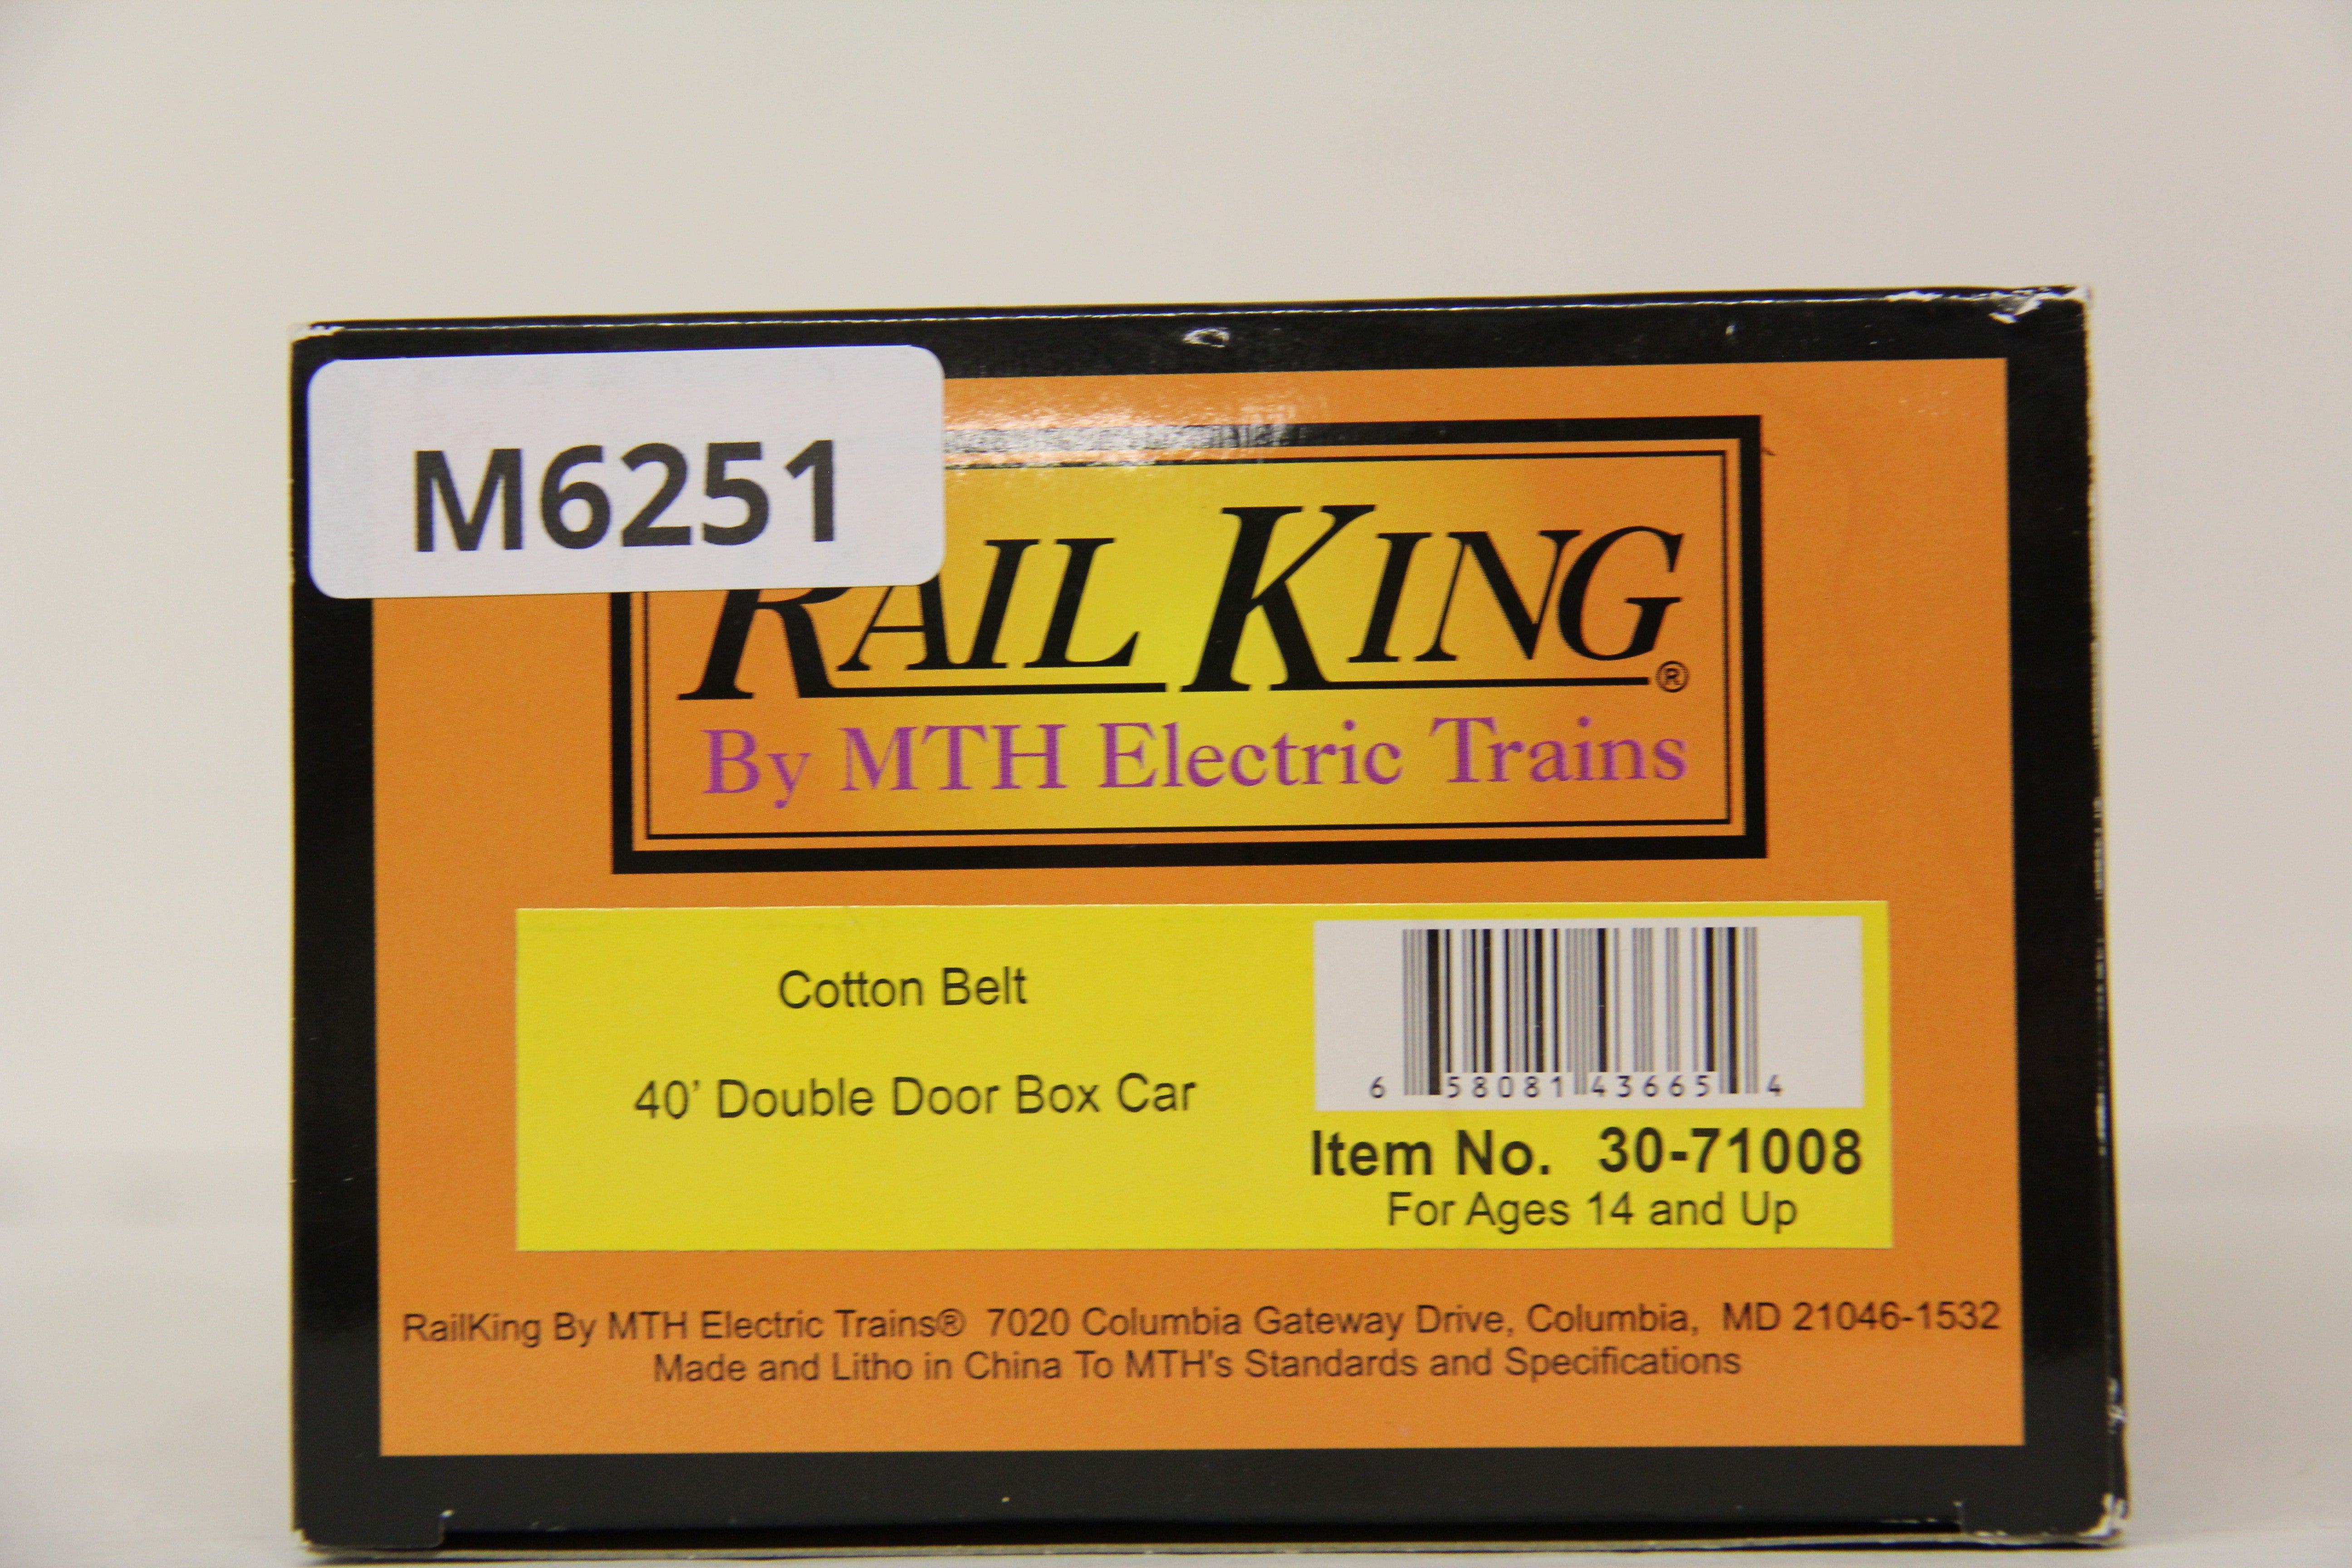 M6251
RAIL KING®
By MTH Electric Trains
Cotton Belt
40' Double Door Box Car
6 58081 43665 4
Item No. 30-71008
For Ages 14 and Up
RailKing By MTH Electric Trains® 7020 Columbia Gateway Drive, Columbia, MD 21046-1532
Made and Litho in China To MTH's Standards and Specifications